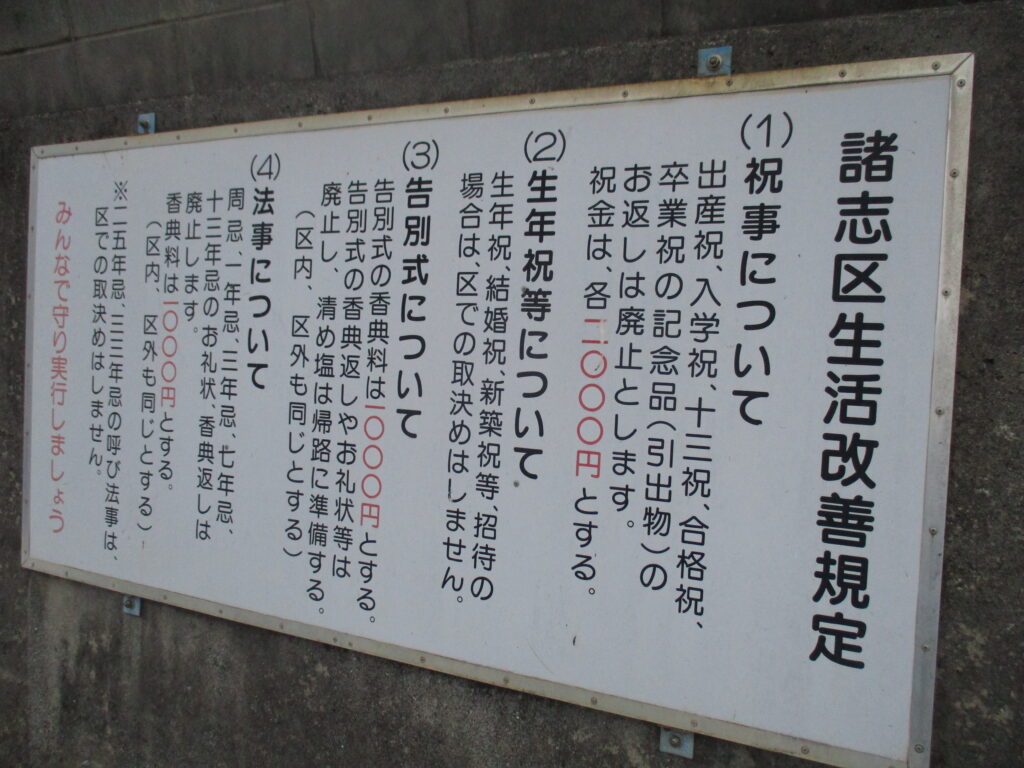 諸志区生活改善規定
(1)祝事について
出産祝、入学祝、十三祝、合格祝、
卒業祝の記念品(引出物)の
お返しは廃止とします。
祝金は、各二〇〇〇円とする。
(2)生年祝等について
生年祝、結婚祝、新築祝等、招待の
場合は、区での取決めはしません。
(3)告別式について
告別式の香典料は一〇〇〇円とする。
告別式の香典返しやお礼状等は
廃止し、清め塩は帰路に準備する。
(区内、区外も同じとする)
(4)法事について
周忌、一年忌、三年忌、七年忌、
十三年忌のお礼状、香典返しは
廃止します。
香典料は一〇〇〇円とする。
(区内、区外も同じとする)
※二五年忌、三三年忌の呼び法事は、
区での取決めはしません。
みんなで守り実行しましょう